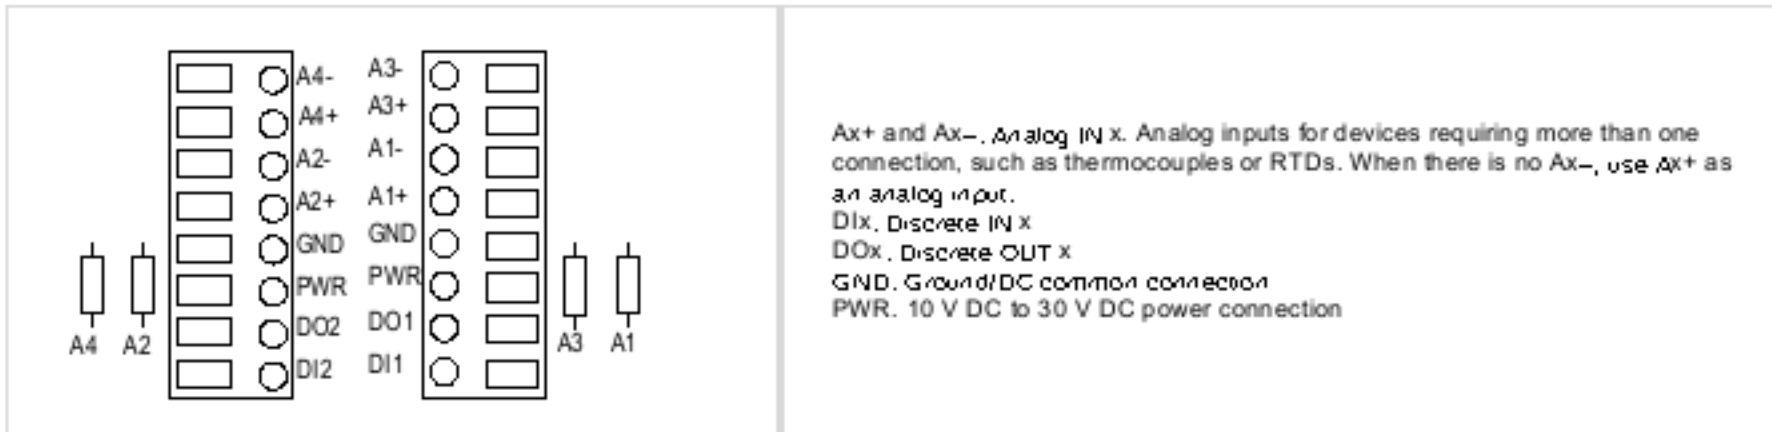 A4-
A4+
A2-
A2+
GND
PWR
DO2
DI2
A3-
A3+
A1-
A1+
GND
PWR
DO1
DI1
A4
A2
A3
A1
Ax+ and Ax–. Analog IN x. Analog inputs for devices requiring more than one
connection, such as thermocouples or RTDs. When there is no Ax–, use Ax+ as
an analog input.
DIx. Discrete IN x
DOx. Discrete OUT x
GND. Ground/DC common connection
PWR. 10 V DC to 30 V DC power connection